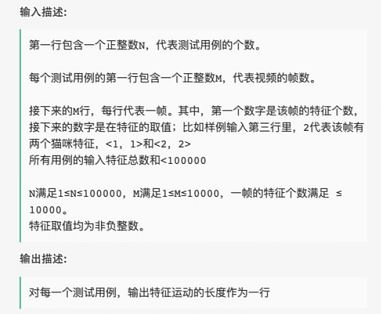 输入描述:
第一行包含一个正整数N，代表测试用例的个数。
每个测试用例的第一行包含一个正整数M，代表视频的帧数。
接下来的M行，每行代表一帧。其中，第一个数字是该帧的特征个数，
接下来的数字是在特征的取值；比如样例输入第三行里，2代表该帧有
两个猫咪特征，<1，1>和<2，2>
所有用例的输入特征总数和<100000
N满足1≤N≤100000，M满足1≤M≤10000，一帧的特征个数满足 ≤
10000。
特征取值均为非负整数。
输出描述:
对每一个测试用例，输出特征运动的长度作为一行